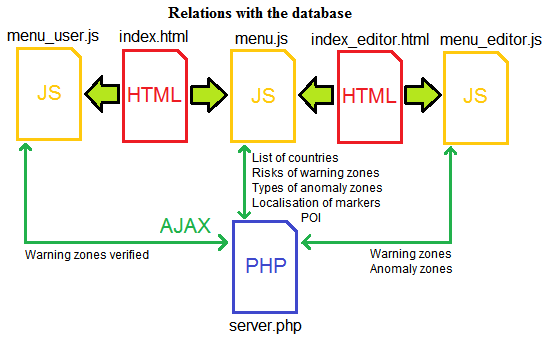 Relations with the database
menu_user.js
index.html
menu.js
index_editor.html
menu_editor.js
JS
HTML
JS
HTML
JS
List of countries
Risks of warning zones
Types of anomaly zones
Localisation of markers
POI
AJAX
Warning zones verified
PHP
Warning zones
Anomaly zones
server.php